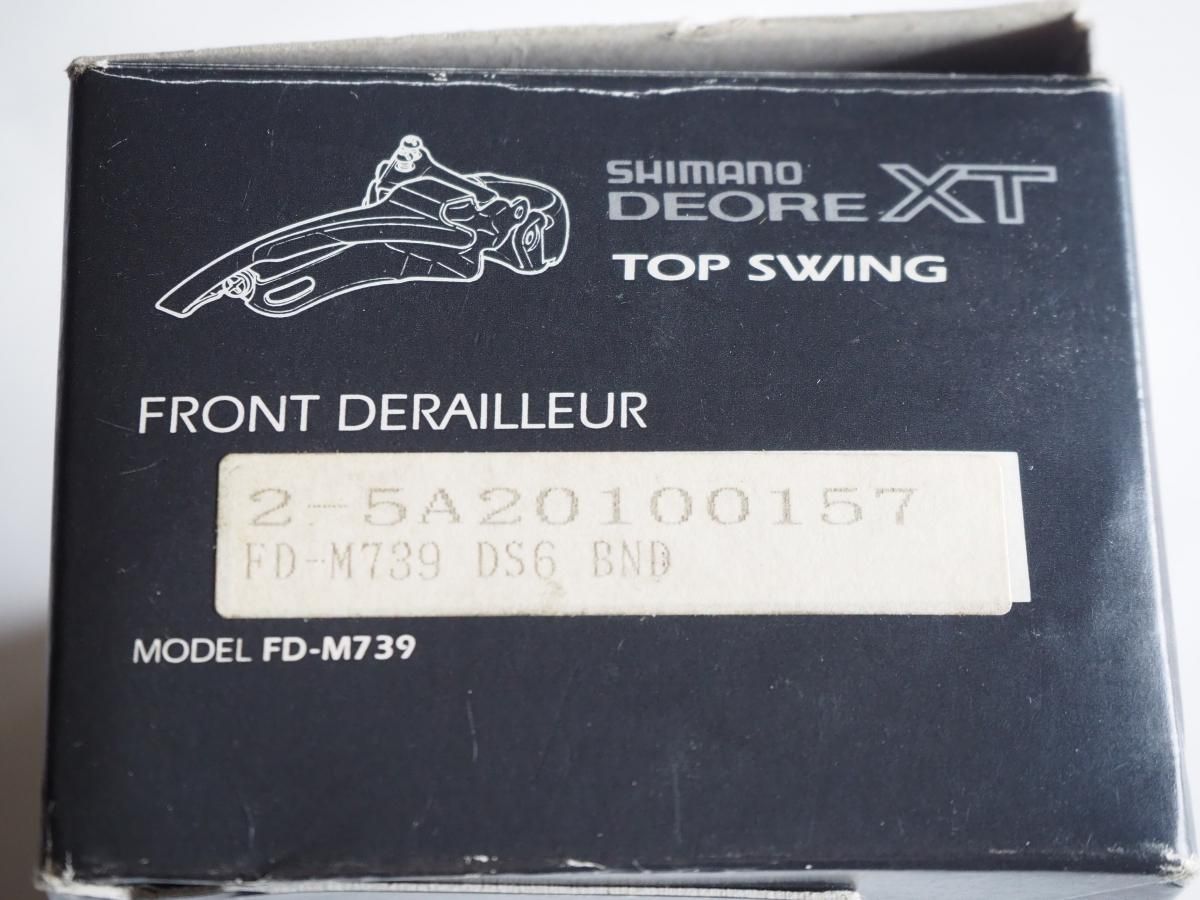 SHIMANO
DEORE XT
TOP SWING
FRONT DERAILLEUR
2-5A20100157
FD-M739 DS6 BND
MODEL FD-M739